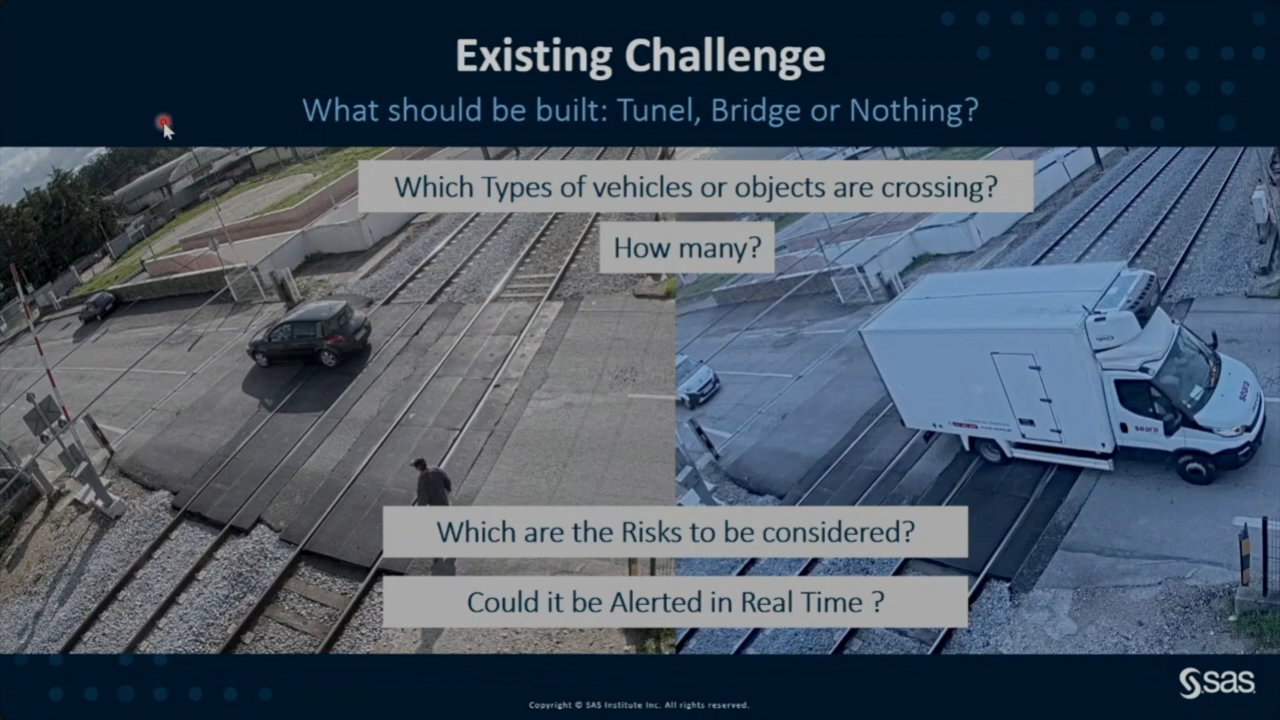 Existing Challenge
What should be built: Tunel, Bridge or Nothing?
Which Types of vehicles or objects are crossing?
How many?
seara
seara
Which are the Risks to be considered?
Could it be Alerted in Real Time ?
sas
Copyright © SAS Institute Inc. All rights reserved.